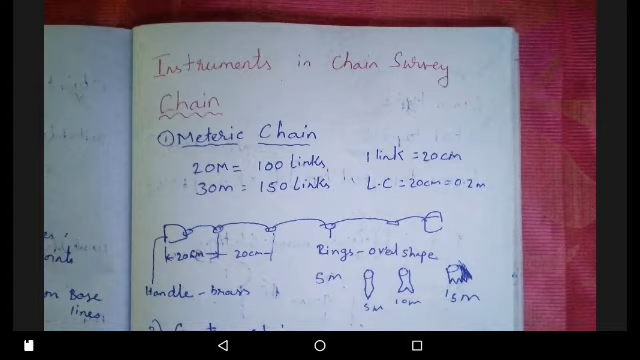 Instruments in Chain Survey
Chain
① Meteric Chain
20M = 100 Links 1 link = 20cm
30m = 150 Links L.C = 20cm = 0.2m
20cm 20cm Rings - oval shape
5m
Handle - brass 5m 10m 15m
oints
on Base
lines,